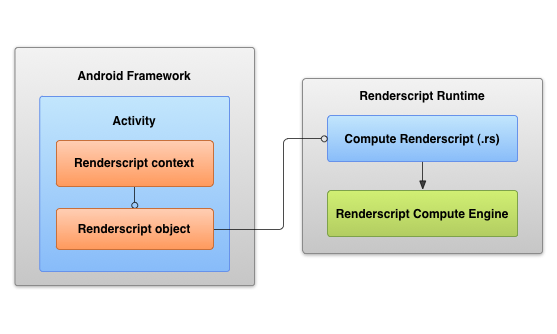 Android Framework
Activity
Renderscript context
Renderscript object
Renderscript Runtime
Compute Renderscript (.rs)
Renderscript Compute Engine